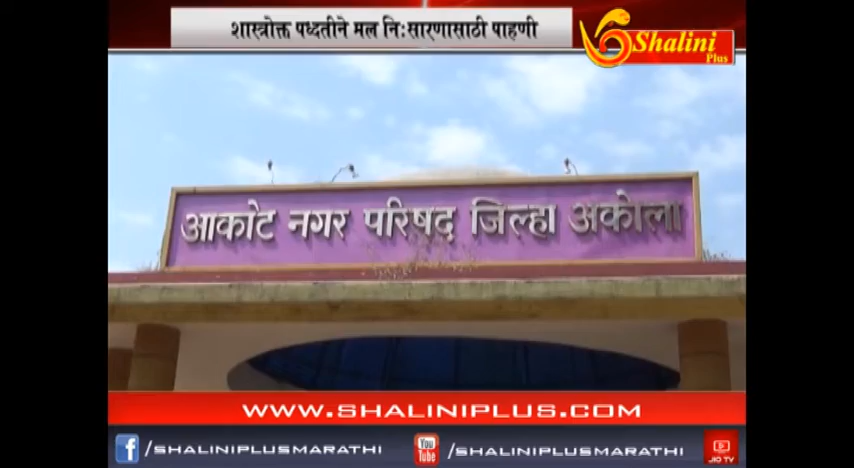 शास्त्रोक्त पध्दतीने मल नि:सारणासाठी पाहणी
Shalini
Plus
आकोट नगर परिषद जिल्हा अकोला
WWW.SHALINIPLUS.COM
/SHALINIPLUSMARATHI
You Tube
/SHALINIPLUSMARATHI
JIO TV